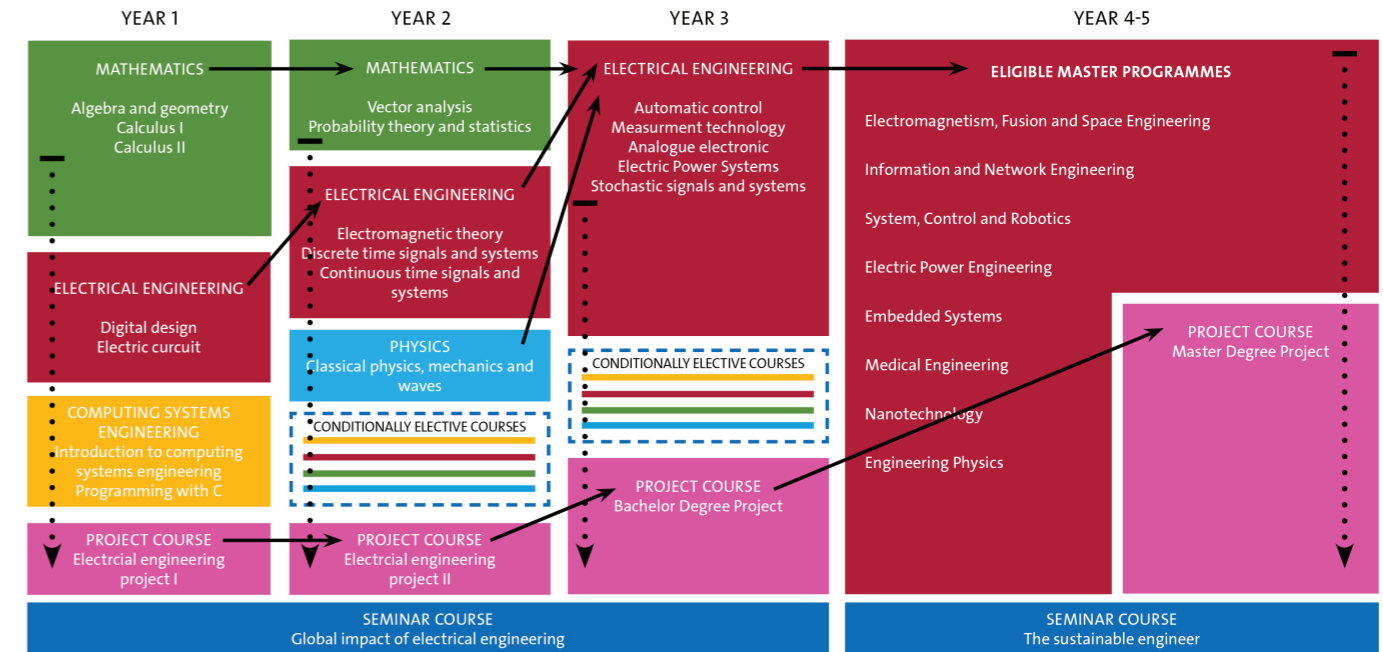 YEAR 1
MATHEMATICS
Algebra and geometry
Calculus I
Calculus II
ELECTRICAL ENGINEERING
Digital design
Electric curcuit
COMPUTING SYSTEMS
ENGINEERING
Introduction to computing
systems engineering
Programming with C
PROJECT COURSE
Electrcial engineering
project I
YEAR 2
MATHEMATICS
Vector analysis
Probability theory and statistics
ELECTRICAL ENGINEERING
Electromagnetic theory
Discrete time signals and systems
Continuous time signals and
systems
PHYSICS
Classical physics, mechanics and
waves
CONDITIONALLY ELECTIVE COURSES
PROJECT COURSE
Electrcial engineering
project II
YEAR 3
ELECTRICAL ENGINEERING
Automatic control
Measurment technology
Analogue electronic
Electric Power Systems
Stochastic signals and systems
CONDITIONALLY ELECTIVE COURSES
PROJECT COURSE
Bachelor Degree Project
SEMINAR COURSE
Global impact of electrical engineering
YEAR 4-5
ELIGIBLE MASTER PROGRAMMES
Electromagnetism, Fusion and Space Engineering
Information and Network Engineering
System, Control and Robotics
Electric Power Engineering
Embedded Systems
Medical Engineering
Nanotechnology
Engineering Physics
PROJECT COURSE
Master Degree Project
SEMINAR COURSE
The sustainable engineer